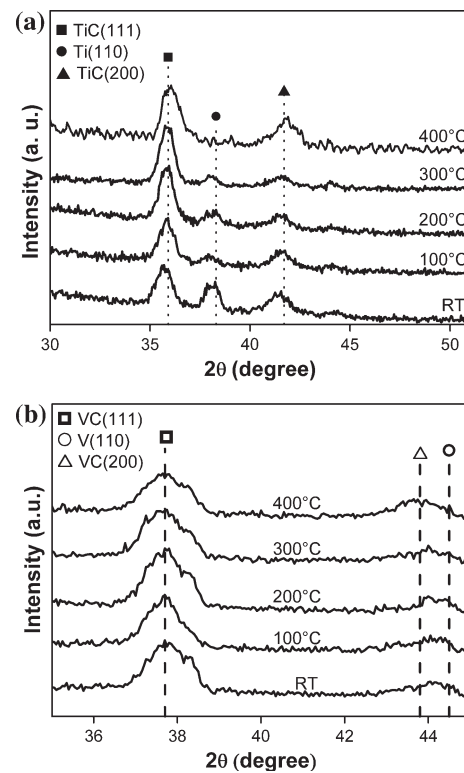 (a)
■ TiC(111)
● Ti(110)
▲ TiC(200)
400°C
300°C
200°C
100°C
RT
Intensity (a. u.)
30 35 40 45 50
2θ (degree)
(b)
□ VC(111)
○ V(110)
△ VC(200)
400°C
300°C
200°C
100°C
RT
Intensity (a.u.)
36 38 40 42 44
2θ (degree)